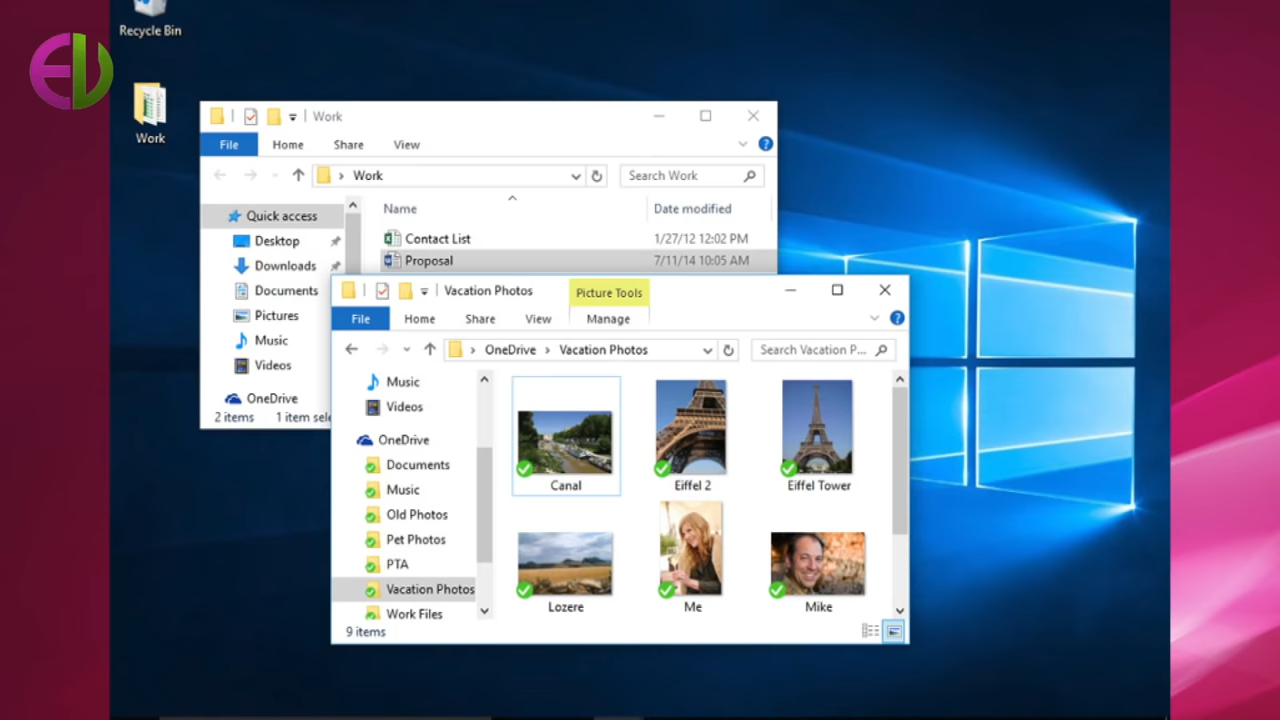 Recycle Bin
EU
Work
Work
File Home Share View
Work
Search Work
Quick access
Desktop
Downloads
Documents
Pictures
Music
Videos
OneDrive
Name Date modified
Contact List 1/27/12 12:02 PM
Proposal 7/11/14 10:05 AM
2 items 1 item sele
Vacation Photos Picture Tools
File Home Share View Manage
OneDrive Vacation Photos
Search Vacation P...
Music
Videos
OneDrive
Documents
Music
Old Photos
Pet Photos
PTA
Vacation Photos
Work Files
Canal Eiffel 2 Eiffel Tower
Lozere Me Mike
9 items